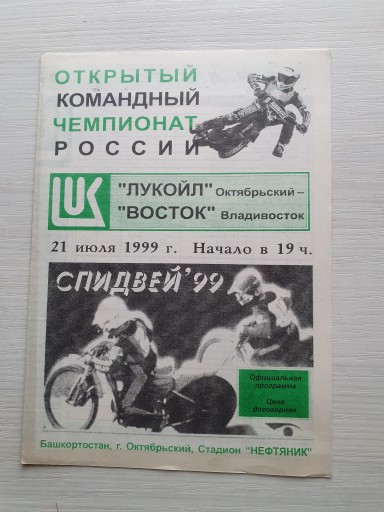 ОТКРЫТЫЙ
КОМАНДНЫЙ
ЧЕМПИОНАТ
РОССИИ
LUK
"ЛУКОЙЛ" Октябрьский –
"ВОСТОК" Владивосток
21 июля 1999 г. Начало в 19 ч.
СПИДВЕЙ'99
Официальная
программа
Цена
договорная
Башкортостан, г. Октябрьский, Стадион "НЕФТЯНИК"